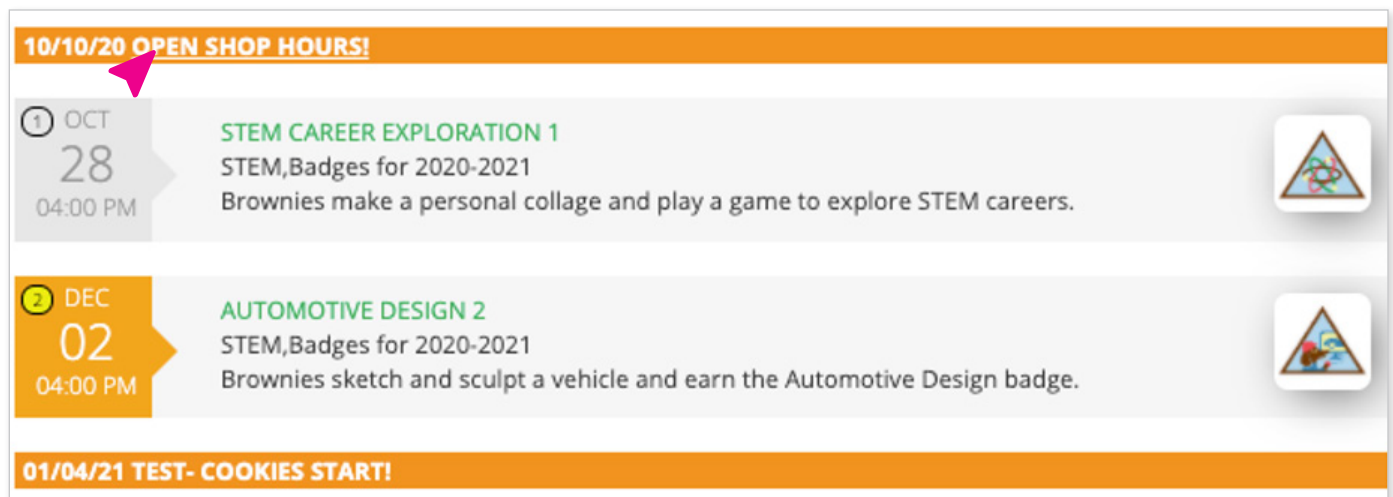 10/10/20 OPEN SHOP HOURS!
1 OCT
28
04:00 PM
STEM CAREER EXPLORATION 1
STEM,Badges for 2020-2021
Brownies make a personal collage and play a game to explore STEM careers.
2 DEC
02
04:00 PM
AUTOMOTIVE DESIGN 2
STEM,Badges for 2020-2021
Brownies sketch and sculpt a vehicle and earn the Automotive Design badge.
01/04/21 TEST- COOKIES START!